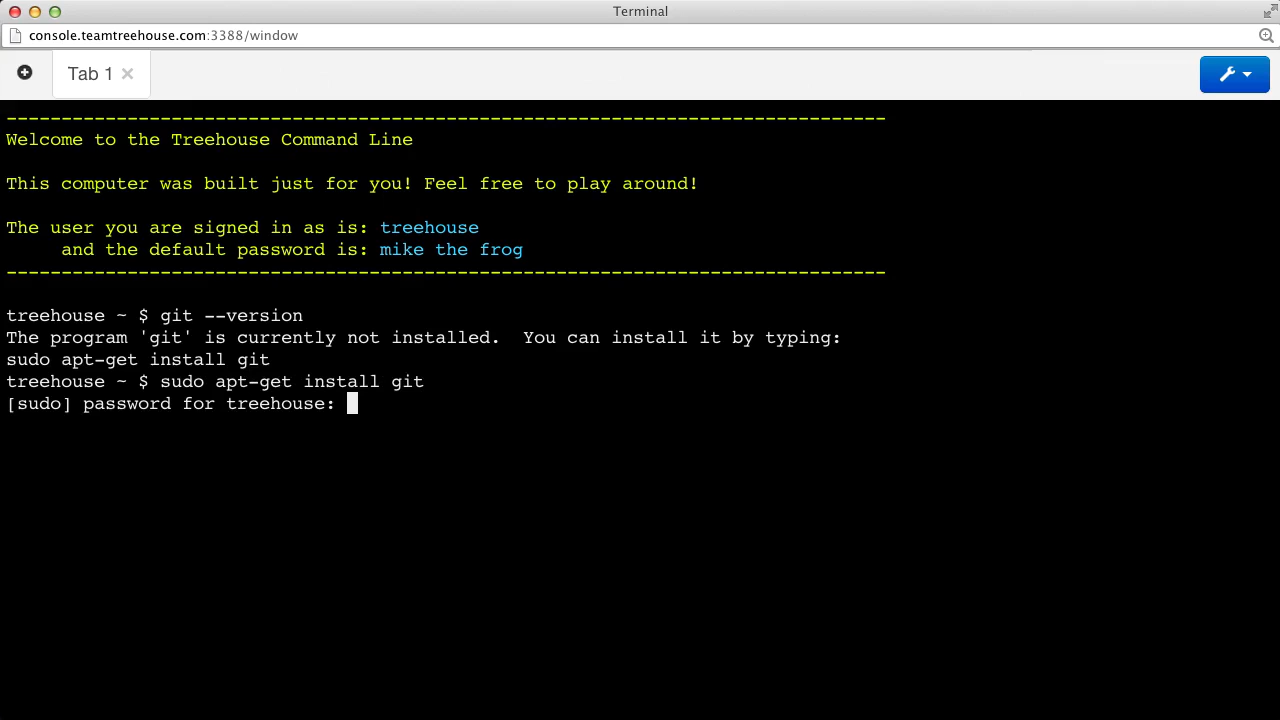 Terminal
console.teamtreehouse.com:3388/window
Tab 1
--------------------------------------------------------------------------------
Welcome to the Treehouse Command Line
This computer was built just for you! Feel free to play around!
The user you are signed in as is: treehouse
     and the default password is: mike the frog
--------------------------------------------------------------------------------
treehouse ~ $ git --version
The program 'git' is currently not installed.  You can install it by typing:
sudo apt-get install git
treehouse ~ $ sudo apt-get install git
[sudo] password for treehouse: